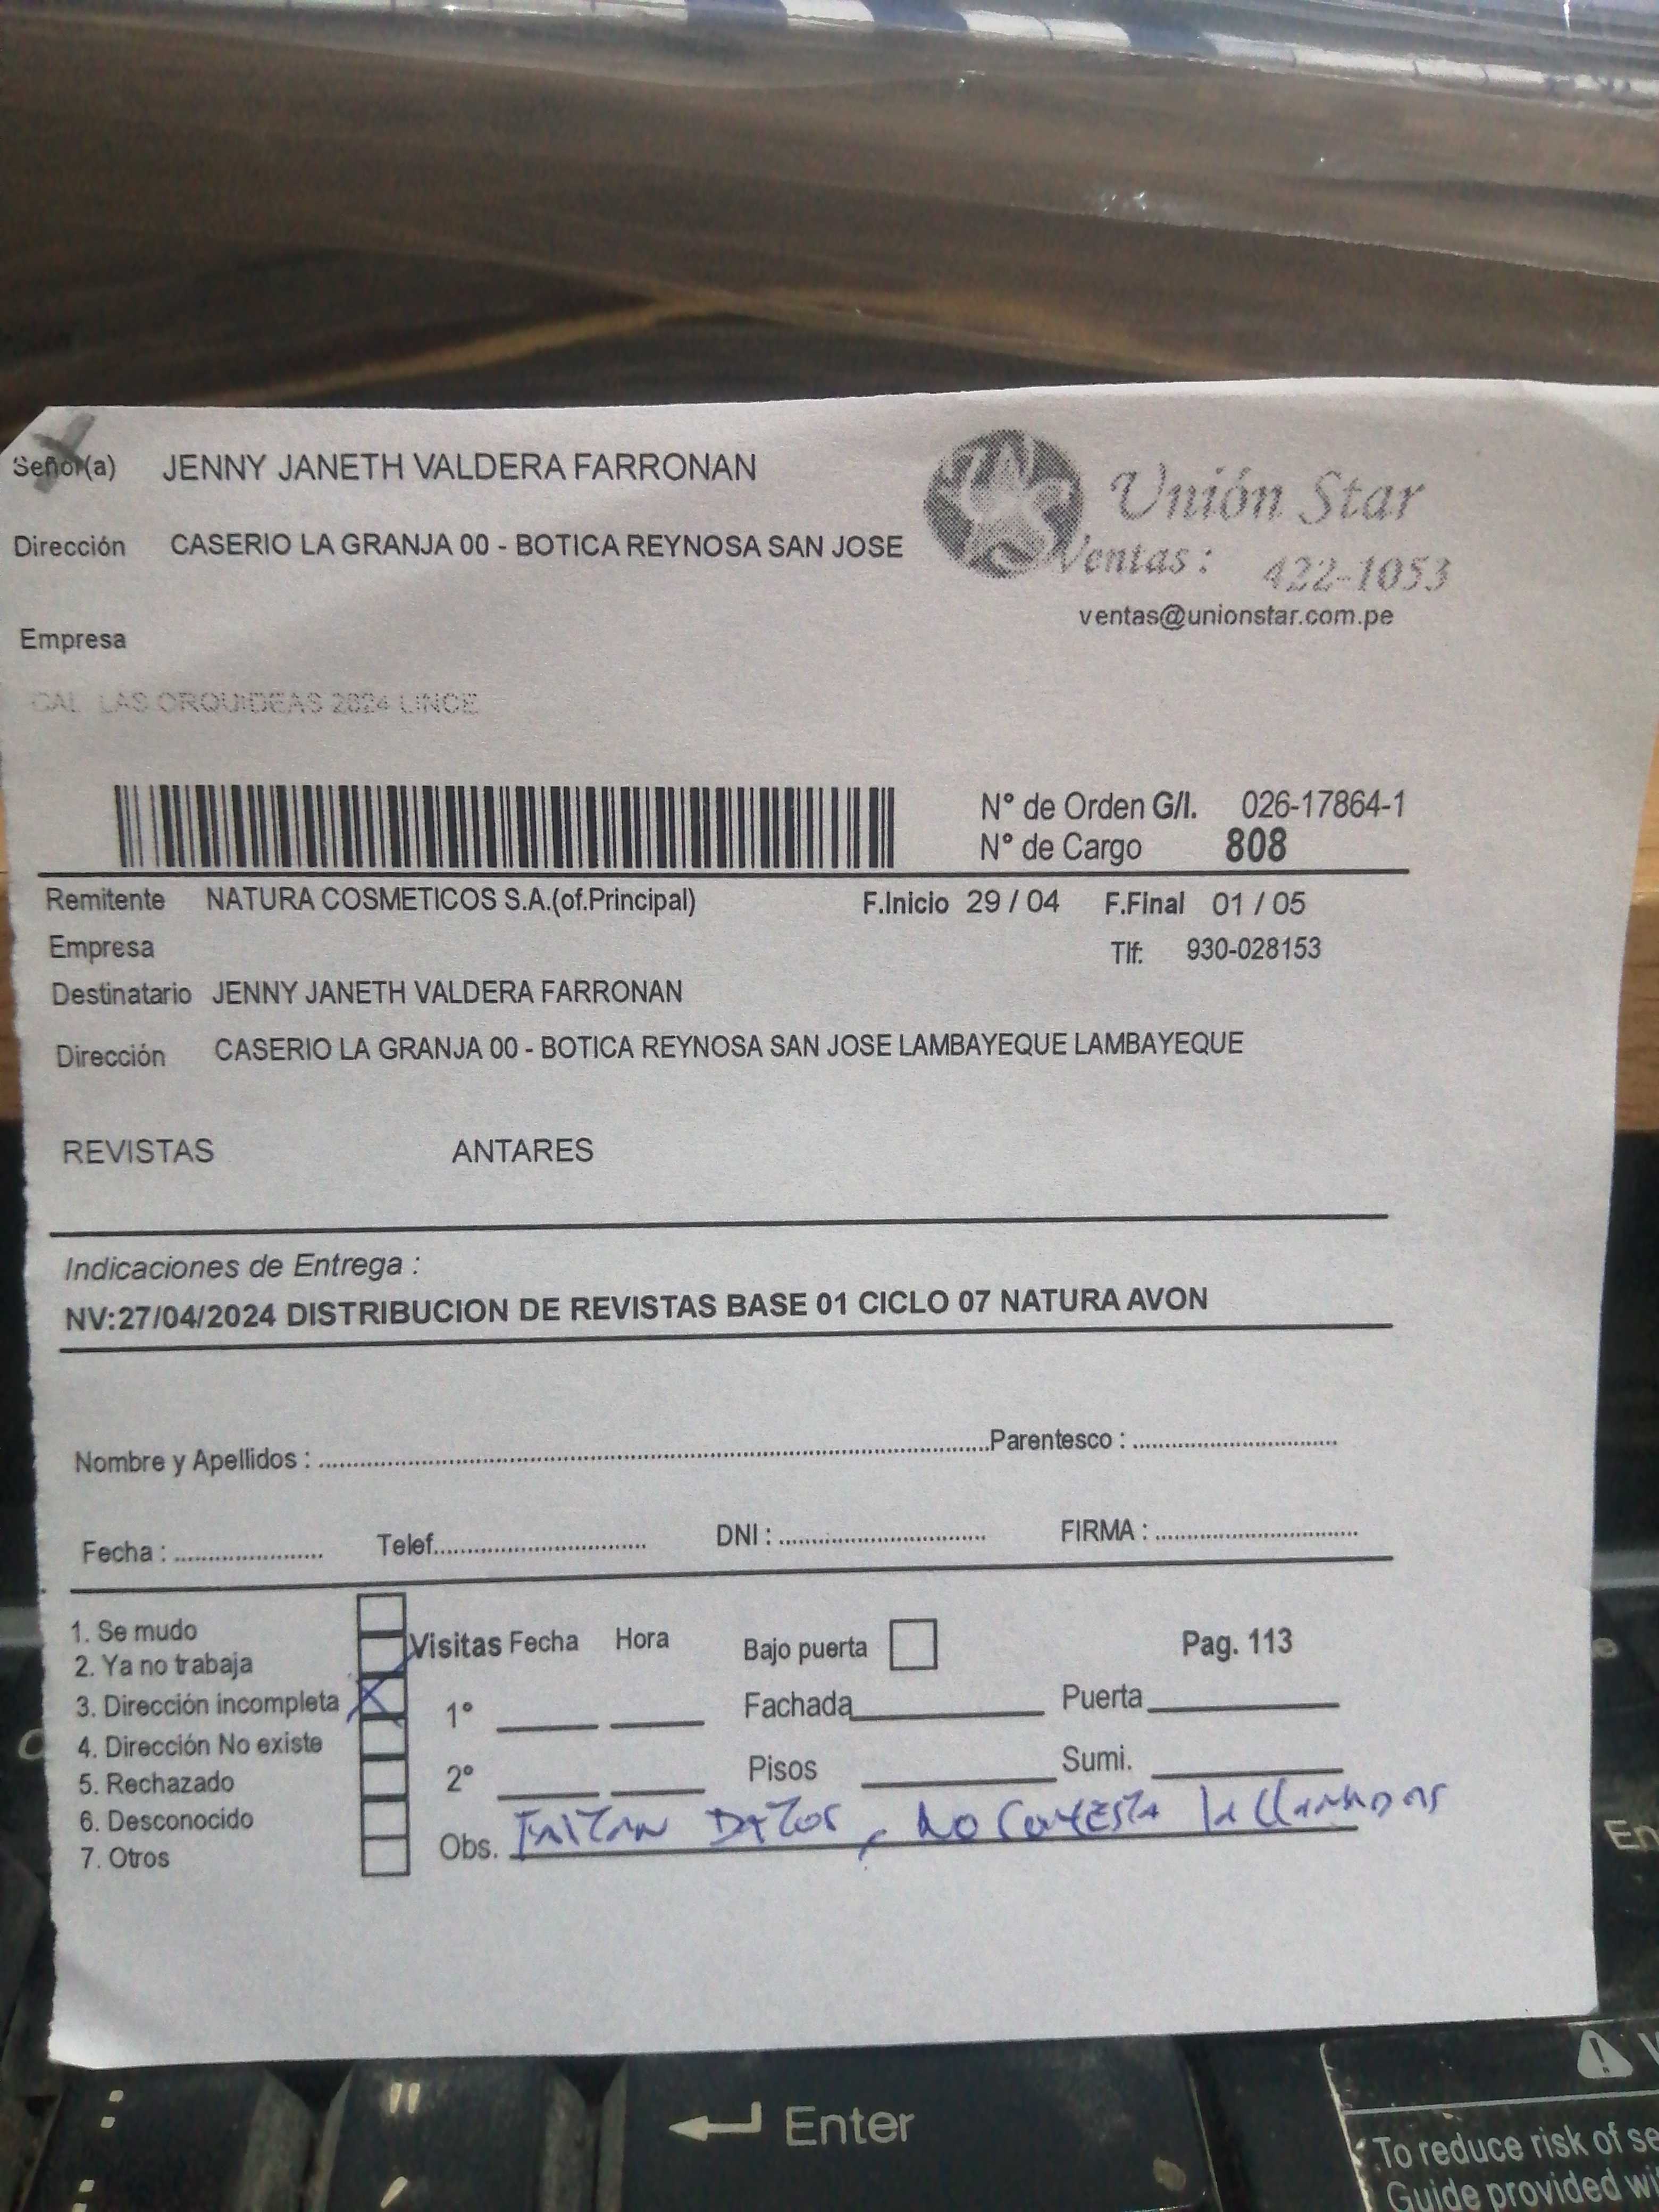 Señor(a) JENNY JANETH VALDERA FARRONAN
Dirección CASERIO LA GRANJA 00 - BOTICA REYNOSA SAN JOSE
Unión Star
Ventas: 422-1053
ventas@unionstar.com.pe
Empresa
CAL LAS ORQUIDEAS 2824 LINCE
N° de Orden G/I. 026-17864-1
N° de Cargo 808
Remitente NATURA COSMETICOS S.A.(of.Principal) F.Inicio 29 / 04 F.Final 01 / 05
Empresa Tlf: 930-028153
Destinatario JENNY JANETH VALDERA FARRONAN
Dirección CASERIO LA GRANJA 00 - BOTICA REYNOSA SAN JOSE LAMBAYEQUE LAMBAYEQUE
REVISTAS ANTARES
Indicaciones de Entrega :
NV:27/04/2024 DISTRIBUCION DE REVISTAS BASE 01 CICLO 07 NATURA AVON
Nombre y Apellidos : Parentesco :
Fecha : Telef. DNI : FIRMA :
1. Se mudo
2. Ya no trabaja
3. Dirección incompleta X
4. Dirección No existe
5. Rechazado
6. Desconocido
7. Otros
Visitas Fecha Hora Bajo puerta Pag. 113
1° Fachada Puerta
2° Pisos Sumi.
Obs. FALTAN DATOS, NO CONTESTA llamadas
: " Enter
; ,
To reduce risk of se
Guide provided wi
En